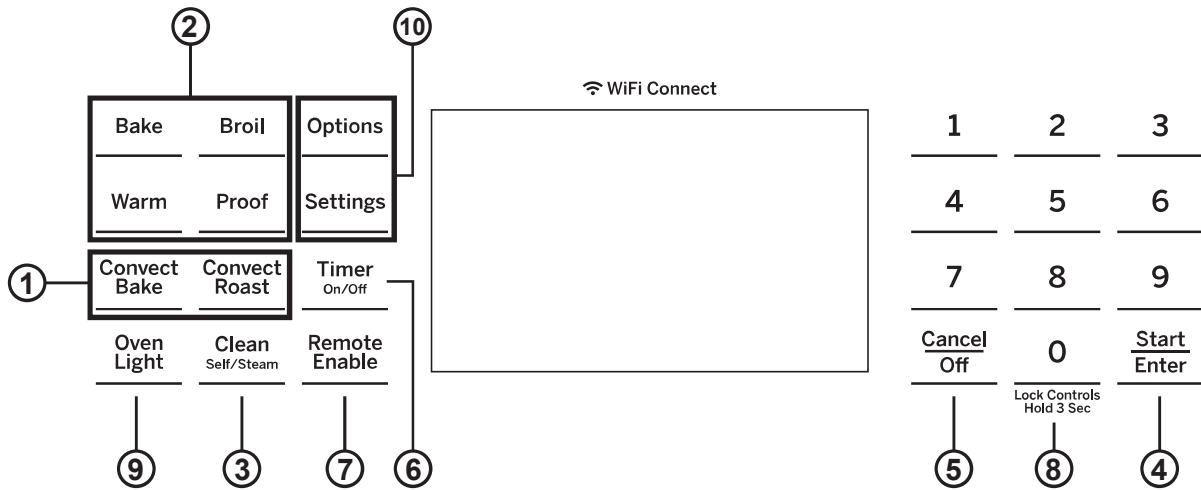 2
10
WiFi Connect
Bake Broil Options
1 2 3
Warm Proof Settings
4 5 6
1
Convect
Bake
Convect
Roast
Timer
On/Off
7 8 9
Oven
Light
Clean
Self/Steam
Remote
Enable
Cancel
Off
0
Lock Controls
Hold 3 Sec
Start
Enter
9 3 7 6 5 8 4